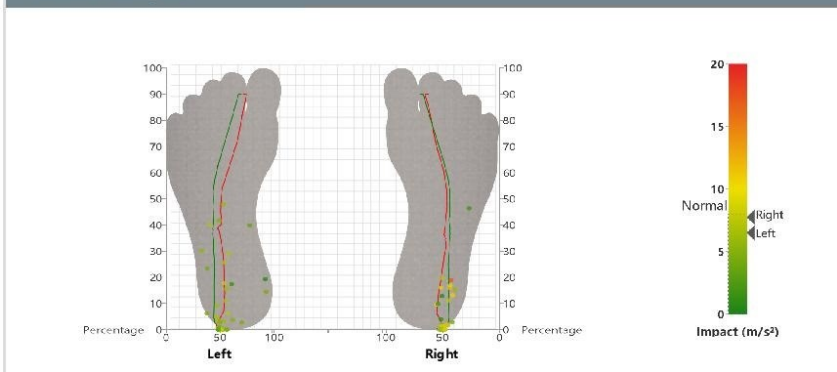 100 100 20
90 90
80 80
70 70 15
60 60
50 50 10
Normal
40 40 Right
Left
30 30 5
20 20
10 10
Percentage 0 0 Percentage 0
0 50 100 100 50 0
Left Right Impact (m/s²)